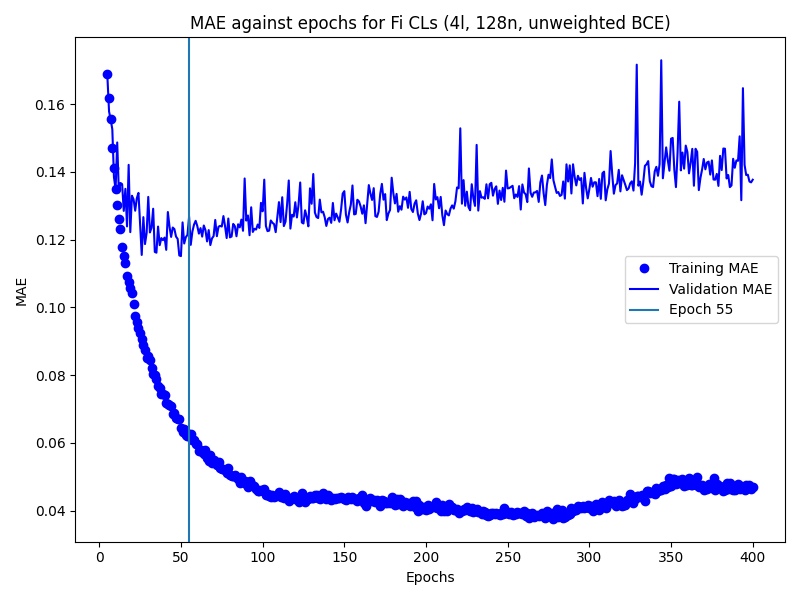 MAE against epochs for Fi CLs (4l, 128n, unweighted BCE)
MAE
0.16
0.14
0.12
0.10
0.08
0.06
0.04
Training MAE
Validation MAE
Epoch 55
0 50 100 150 200 250 300 350 400
Epochs